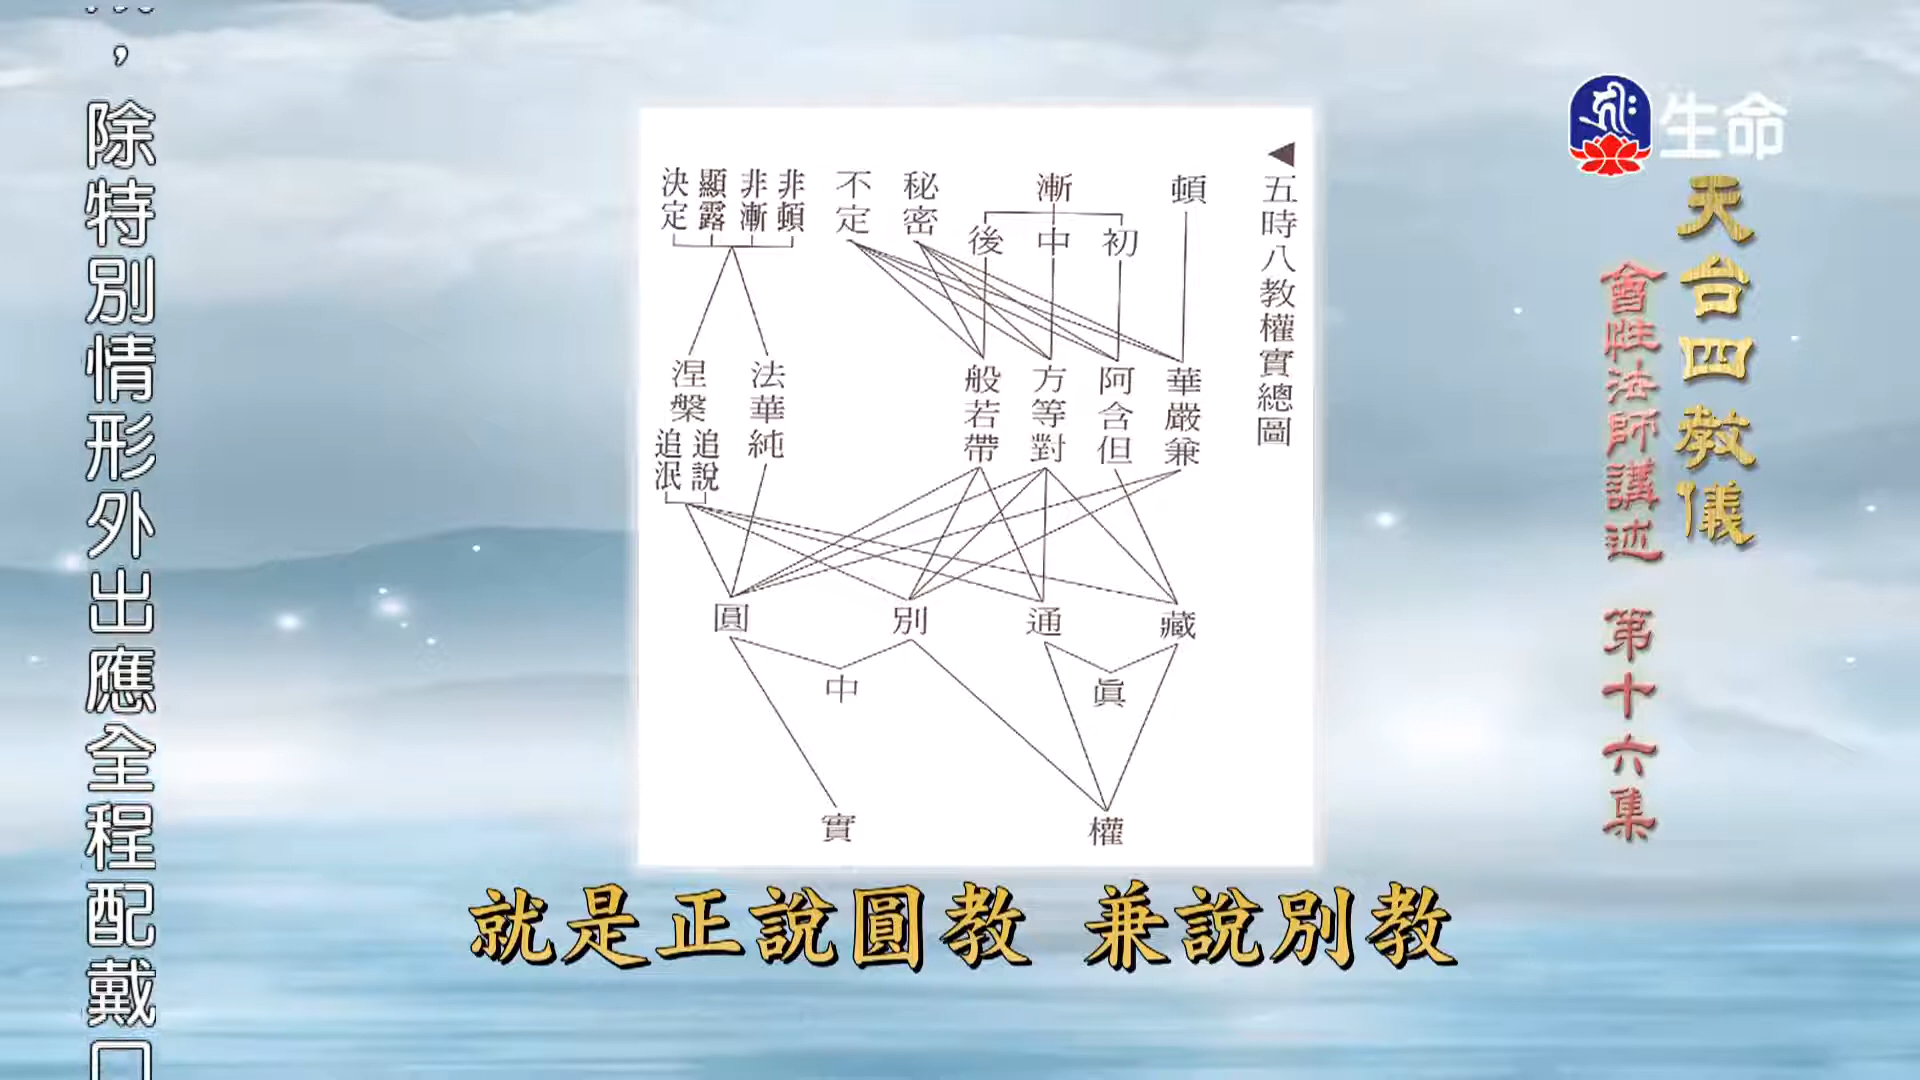 ，除特別情形外出應全程配戴口
生命
天台四教儀
會性法師講述 第十六集
五時八教權實總圖
頓
漸
初
中
後
秘密
不定
非頓
非漸
顯露
決定
華嚴兼
阿含但
方等對
般若帶
法華純
涅槃
追說
追泯
藏
通
別
圓
眞
中
權
實
就是正說圓教 兼說別教